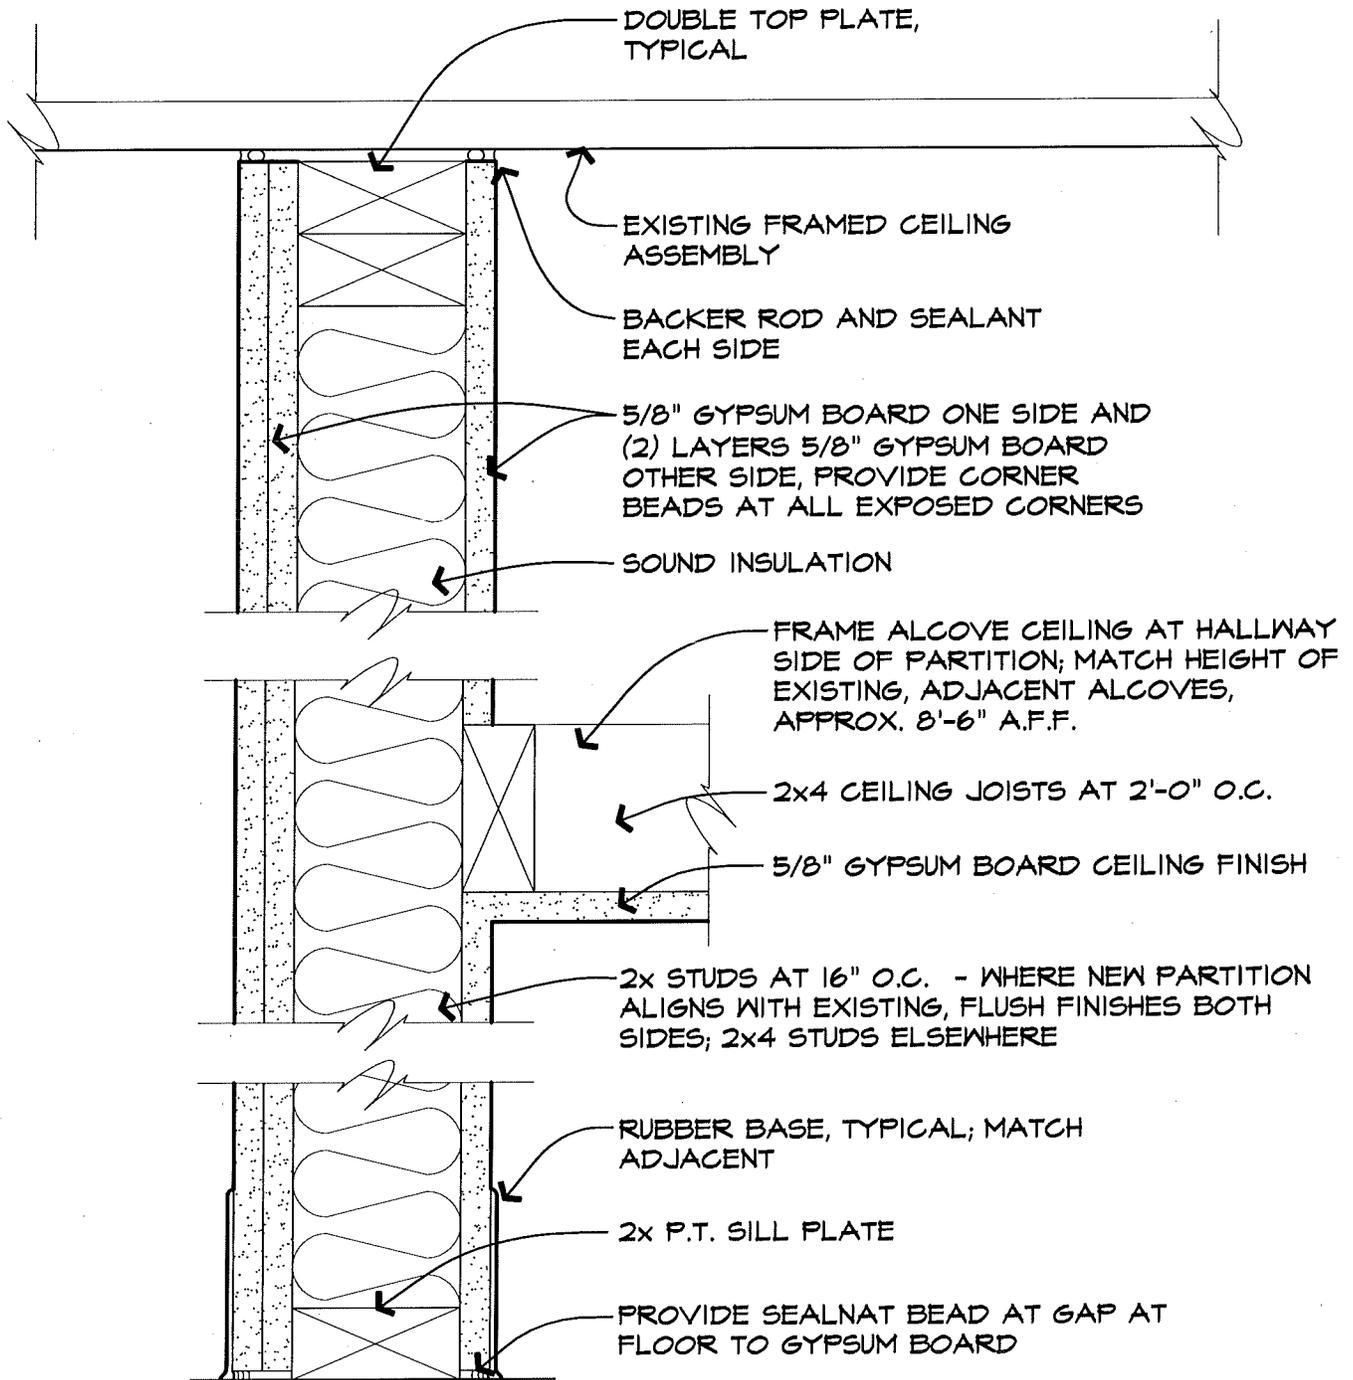 DOUBLE TOP PLATE,
TYPICAL
EXISTING FRAMED CEILING
ASSEMBLY
BACKER ROD AND SEALANT
EACH SIDE
5/8" GYPSUM BOARD ONE SIDE AND
(2) LAYERS 5/8" GYPSUM BOARD
OTHER SIDE, PROVIDE CORNER
BEADS AT ALL EXPOSED CORNERS
SOUND INSULATION
FRAME ALCOVE CEILING AT HALLWAY
SIDE OF PARTITION; MATCH HEIGHT OF
EXISTING, ADJACENT ALCOVES,
APPROX. 8'-6" A.F.F.
2x4 CEILING JOISTS AT 2'-0" O.C.
5/8" GYPSUM BOARD CEILING FINISH
2x STUDS AT 16" O.C. - WHERE NEW PARTITION
ALIGNS WITH EXISTING, FLUSH FINISHES BOTH
SIDES; 2x4 STUDS ELSEWHERE
RUBBER BASE, TYPICAL; MATCH
ADJACENT
2x P.T. SILL PLATE
PROVIDE SEALNAT BEAD AT GAP AT
FLOOR TO GYPSUM BOARD